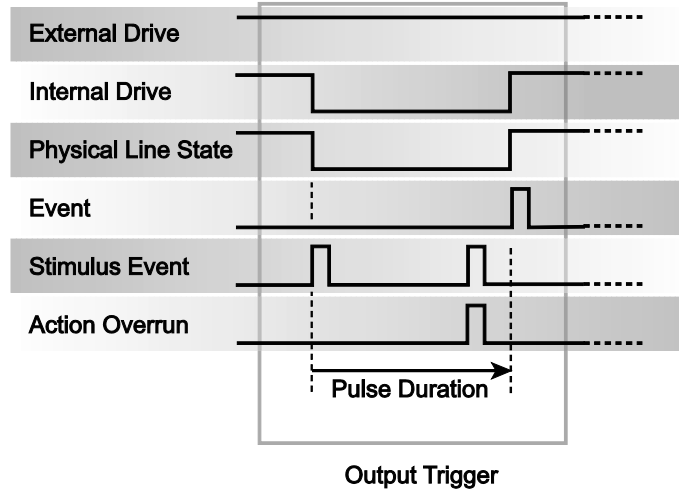 External Drive
Internal Drive
Physical Line State
Event
Stimulus Event
Action Overrun
Pulse Duration
Output Trigger